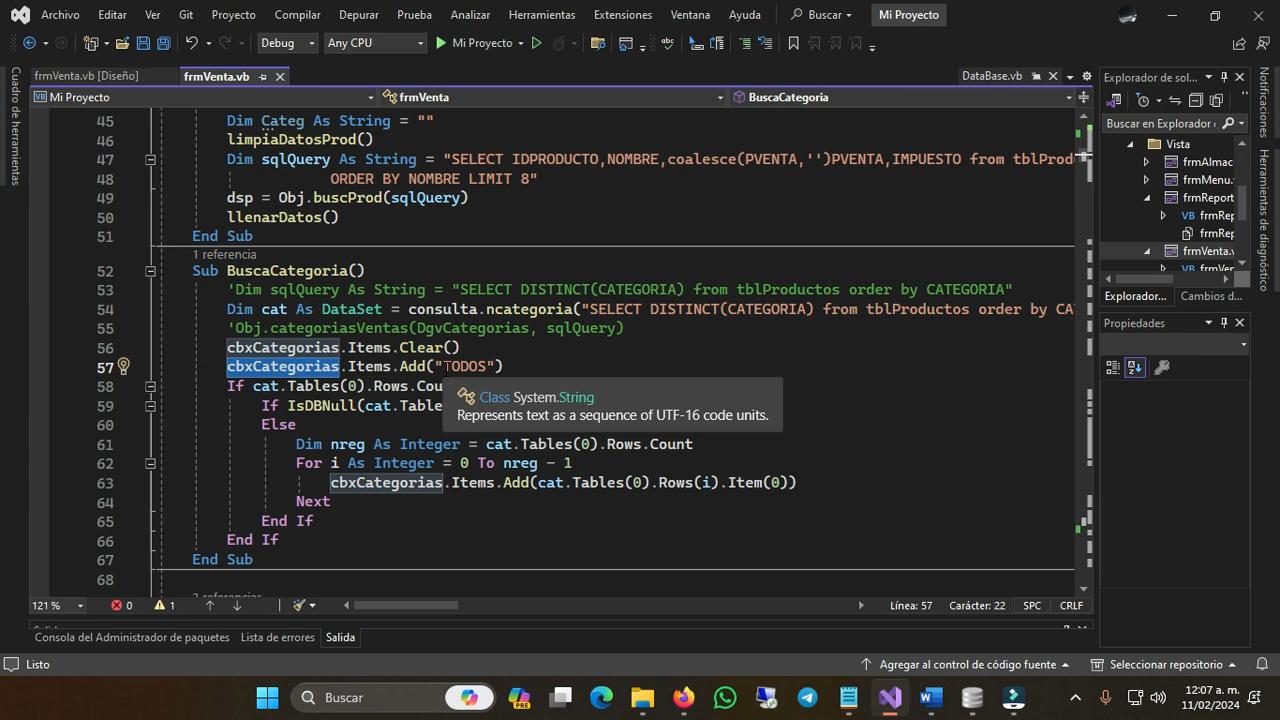 Archivo Editar Ver Git Proyecto Compilar Depurar Prueba Analizar Herramientas Extensiones Ventana Ayuda Buscar Mi Proyecto
Debug Any CPU Mi Proyecto
frmVenta.vb [Diseño] frmVenta.vb DataBase.vb
Mi Proyecto frmVenta BuscaCategoria
Cuadro de herramientas
45 Dim Categ As String = ""
46 limpiaDatosProd()
47 Dim sqlQuery As String = "SELECT IDPRODUCTO,NOMBRE,coalesce(PVENTA,'')PVENTA,IMPUESTO from tblProdu
48 ORDER BY NOMBRE LIMIT 8"
49 dsp = Obj.buscProd(sqlQuery)
50 llenarDatos()
51 End Sub
1 referencia
52 Sub BuscaCategoria()
53 'Dim sqlQuery As String = "SELECT DISTINCT(CATEGORIA) from tblProductos order by CATEGORIA"
54 Dim cat As DataSet = consulta.ncategoria("SELECT DISTINCT(CATEGORIA) from tblProductos order by CAT
55 'Obj.categoriasVentas(DgvCategorias, sqlQuery)
56 cbxCategorias.Items.Clear()
57 cbxCategorias.Items.Add("TODOS")
58 If cat.Tables(0).Rows.Cou
59 If IsDBNull(cat.Table
Class System.String
Represents text as a sequence of UTF-16 code units.
60 Else
61 Dim nreg As Integer = cat.Tables(0).Rows.Count
62 For i As Integer = 0 To nreg - 1
63 cbxCategorias.Items.Add(cat.Tables(0).Rows(i).Item(0))
64 Next
65 End If
66 End If
67 End Sub
68
2 referencias
121 % 0 1 Línea: 57 Carácter: 22 SPC CRLF
Salida
Consola del Administrador de paquetes Lista de errores Salida
Explorador de sol...
Buscar en Explorador
Vista
frmAlmac
frmMenu.
frmReport
frmRep
frmRep
frmVenta.v
frmVer
Explorador... Cambios d...
Propiedades
Notificaciones
Herramientas de diagnóstico
Listo Agregar al control de código fuente Seleccionar repositorio
Buscar PRE 12:07 a. m.
11/02/2024